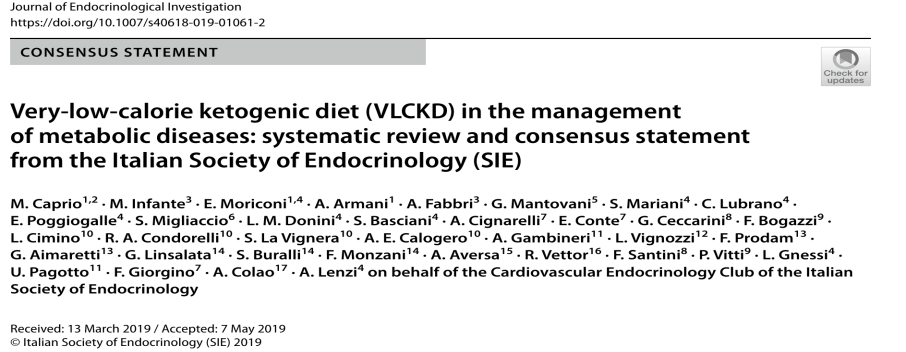 Journal of Endocrinological Investigation
https://doi.org/10.1007/s40618-019-01061-2
CONSENSUS STATEMENT
Check for
updates
Very-low-calorie ketogenic diet (VLCKD) in the management
of metabolic diseases: systematic review and consensus statement
from the Italian Society of Endocrinology (SIE)
M. Caprio1,2 · M. Infante3 · E. Moriconi1,4 · A. Armani1 · A. Fabbri3 · G. Mantovani5 · S. Mariani4 · C. Lubrano4 ·
E. Poggiogalle4 · S. Migliaccio6 · L. M. Donini4 · S. Basciani4 · A. Cignarelli7 · E. Conte7 · G. Ceccarini8 · F. Bogazzi9 ·
L. Cimino10 · R. A. Condorelli10 · S. La Vignera10 · A. E. Calogero10 · A. Gambineri11 · L. Vignozzi12 · F. Prodam13 ·
G. Aimaretti13 · G. Linsalata14 · S. Buralli14 · F. Monzani14 · A. Aversa15 · R. Vettor16 · F. Santini8 · P. Vitti9 · L. Gnessi4 ·
U. Pagotto11 · F. Giorgino7 · A. Colao17 · A. Lenzi4 on behalf of the Cardiovascular Endocrinology Club of the Italian
Society of Endocrinology
Received: 13 March 2019 / Accepted: 7 May 2019
© Italian Society of Endocrinology (SIE) 2019